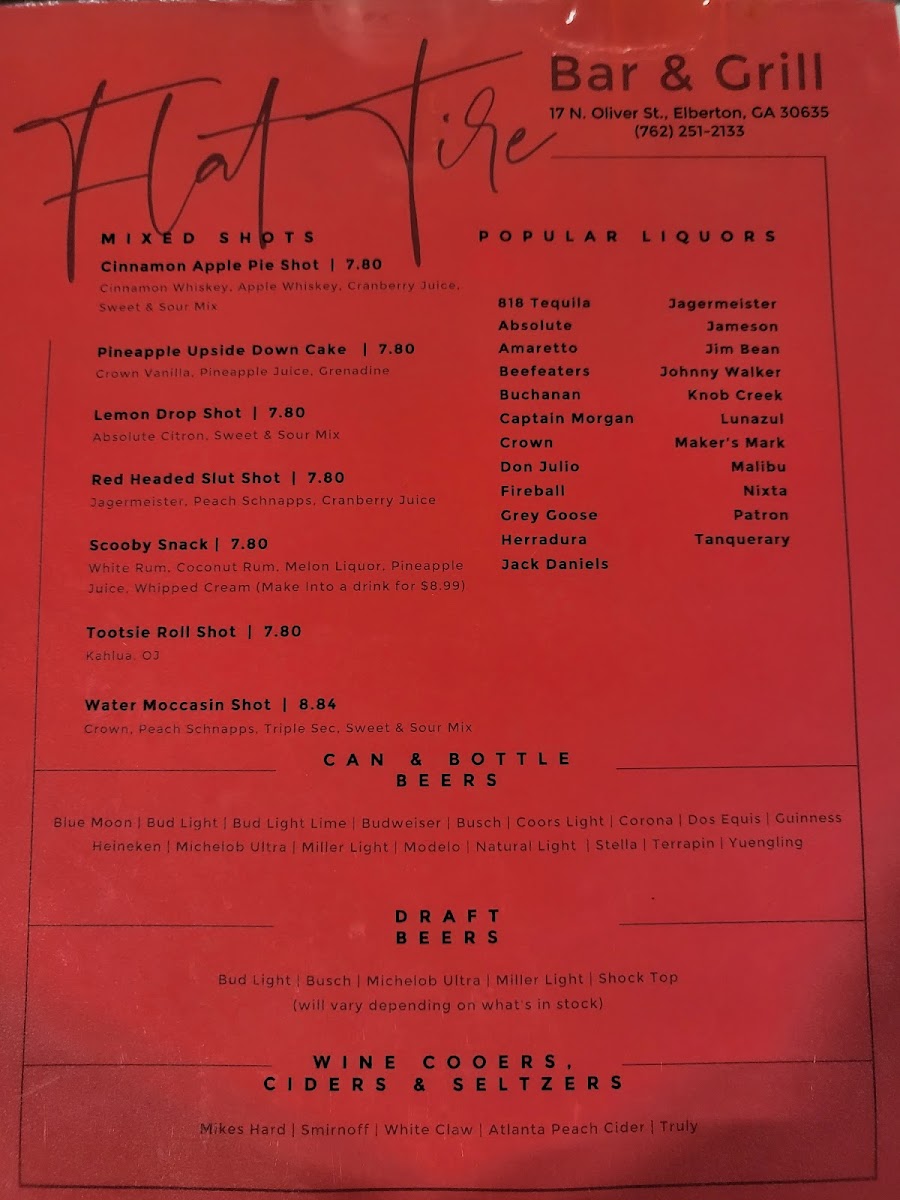 Flat Tire
Bar & Grill
17 N. Oliver St., Elberton, GA 30635
(762) 251-2133
MIXED SHOTS
Cinnamon Apple Pie Shot | 7.80
Cinnamon Whiskey, Apple Whiskey, Cranberry Juice,
Sweet & Sour Mix
Pineapple Upside Down Cake | 7.80
Crown Vanilla, Pineapple Juice, Grenadine
Lemon Drop Shot | 7.80
Absolute Citron, Sweet & Sour Mix
Red Headed Slut Shot | 7.80
Jagermeister, Peach Schnapps, Cranberry Juice
Scooby Snack | 7.80
White Rum, Coconut Rum, Melon Liquor, Pineapple
Juice, Whipped Cream (Make Into a drink for $8.99)
Tootsie Roll Shot | 7.80
Kahlua, OJ
Water Moccasin Shot | 8.84
Crown, Peach Schnapps, Triple Sec, Sweet & Sour Mix
POPULAR LIQUORS
818 Tequila
Absolute
Amaretto
Beefeaters
Buchanan
Captain Morgan
Crown
Don Julio
Fireball
Grey Goose
Herradura
Jack Daniels
Jagermeister
Jameson
Jim Bean
Johnny Walker
Knob Creek
Lunazul
Maker's Mark
Malibu
Nixta
Patron
Tanquerary
CAN & BOTTLE
BEERS
Blue Moon | Bud Light | Bud Light Lime | Budweiser | Busch | Coors Light | Corona | Dos Equis | Guinness
Heineken | Michelob Ultra | Miller Light | Modelo | Natural Light | Stella | Terrapin | Yuengling
DRAFT
BEERS
Bud Light | Busch | Michelob Ultra | Miller Light | Shock Top
(will vary depending on what's in stock)
WINE COOERS,
CIDERS & SELTZERS
Mikes Hard | Smirnoff | White Claw | Atlanta Peach Cider | Truly